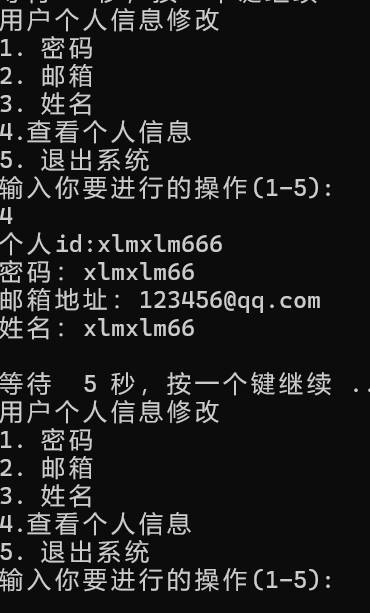 用户个人信息修改
1. 密码
2. 邮箱
3. 姓名
4.查看个人信息
5. 退出系统
输入你要进行的操作(1-5):
4
个人id:xlmxlm666
密码: xlmxlm66
邮箱地址: 123456@qq.com
姓名: xlmxlm66
等待  5 秒, 按一个键继续 ..
用户个人信息修改
1. 密码
2. 邮箱
3. 姓名
4.查看个人信息
5. 退出系统
输入你要进行的操作(1-5):